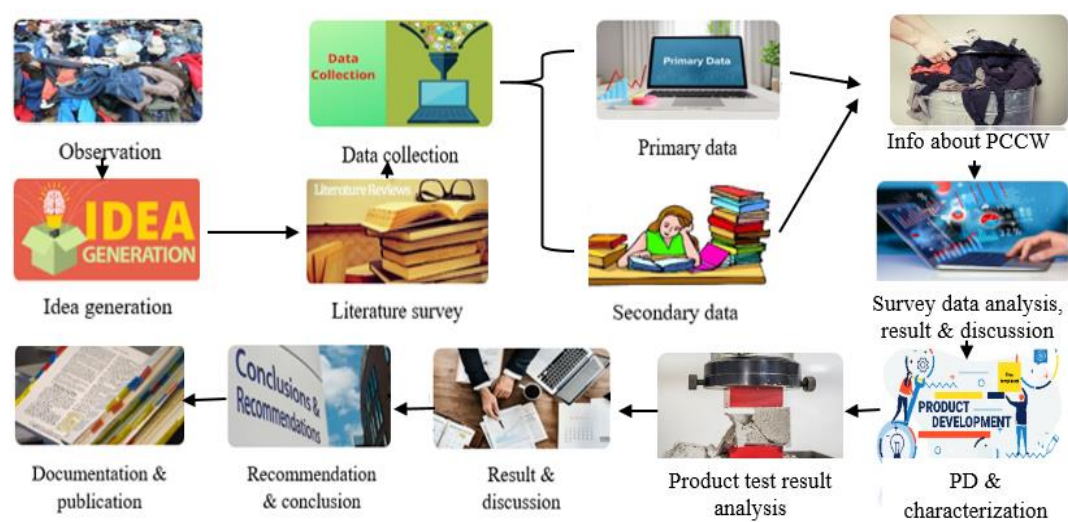 Observation
IDEA
GENERATION
Idea generation
Literature Reviews
Literature survey
Data
Collection
Data collection
Primary Data
Primary data
Secondary data
Info about PCCW
Survey data analysis,
result & discussion
PRODUCT
DEVELOPMENT
PD &
characterization
Product test result
analysis
Result &
discussion
Conclusions &
Recommendations
Recommendation
& conclusion
Documentation &
publication